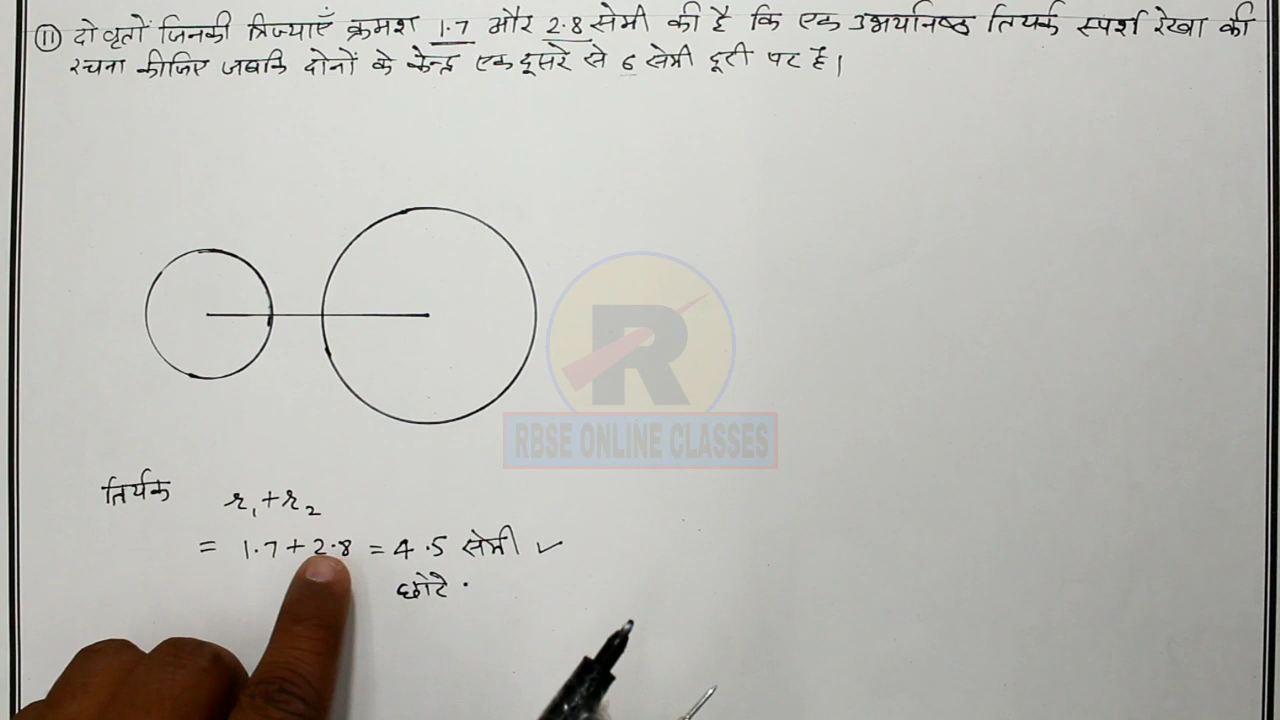 ⑪ दो वृतों जिनकी त्रिज्याएँ क्रमश 1.7 और 2.8 सेमी की है कि एक उभयनिष्ठ तिर्यक स्पर्श रेखा की
रचना कीजिए जबकि दोनों के केन्द्र एक दूसरे से 6 सेमी दूरी पर है।
R
RBSE ONLINE CLASSES
तिर्यक r₁+r₂
= 1.7+2.8 = 4.5 सेमी ✓
छोटे